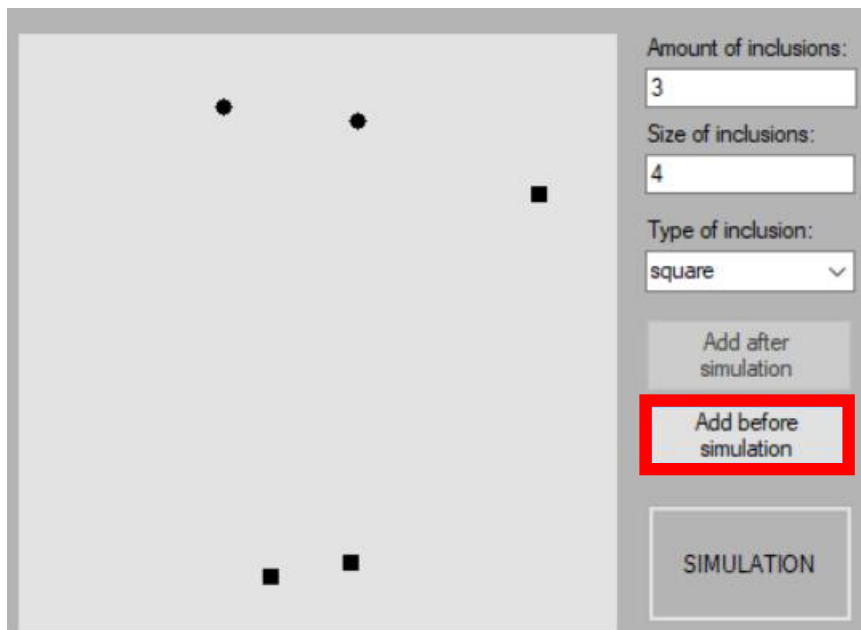 Amount of inclusions:
3
Size of inclusions:
4
Type of inclusion:
square
Add after
simulation
Add before
simulation
SIMULATION